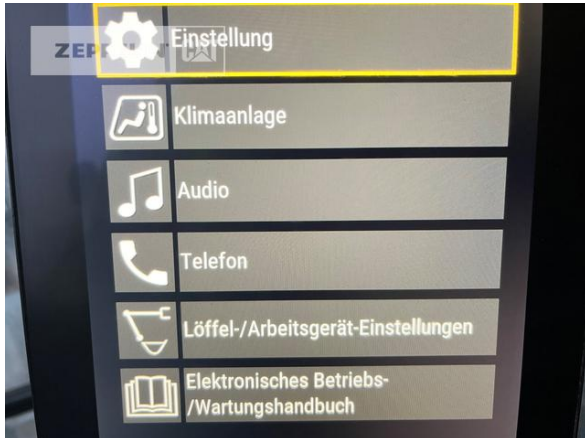 Einstellung
Klimaanlage
Audio
Telefon
Löffel-/Arbeitsgerät-Einstellungen
Elektronisches Betriebs-
/Wartungshandbuch